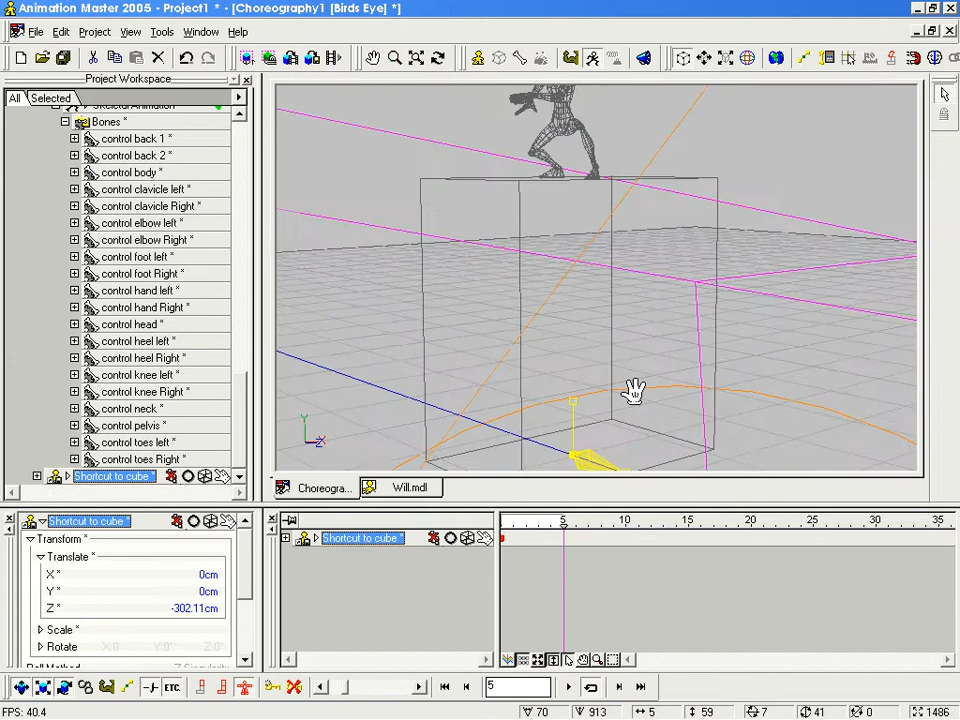 Animation Master 2005 - Project1 * - [Choreography1 [Birds Eye] *]
File Edit Project View Tools Window Help
Project Workspace
All Selected
Bones *
control back 1 *
control back 2 *
control body *
control clavicle left *
control clavicle Right *
control elbow left *
control elbow Right *
control foot left *
control foot Right *
control hand left *
control hand Right *
control head *
control heel left *
control heel Right *
control knee left *
control knee Right *
control neck *
control pelvis *
control toes left *
control toes Right *
Shortcut to cube *
Y
Choreogra... Will.mdl
Shortcut to cube *
Transform *
Translate *
X * 0cm
Y * 0cm
Z * -302.11cm
Scale *
Rotate X:0° Y:0° Z:0°
Shortcut to cube *
5 10 15 20 25 30 35
ETC.
5
FPS: 40.4
70 913 5 59 7 41 0 1486